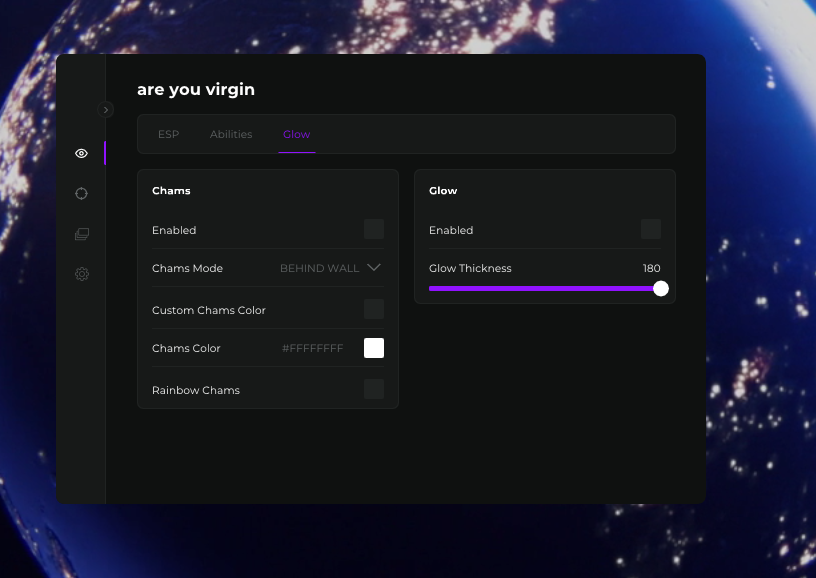 are you virgin
ESP Abilities Glow
Chams
Enabled
Chams Mode BEHIND WALL
Custom Chams Color
Chams Color #FFFFFFFF
Rainbow Chams
Glow
Enabled
Glow Thickness 180